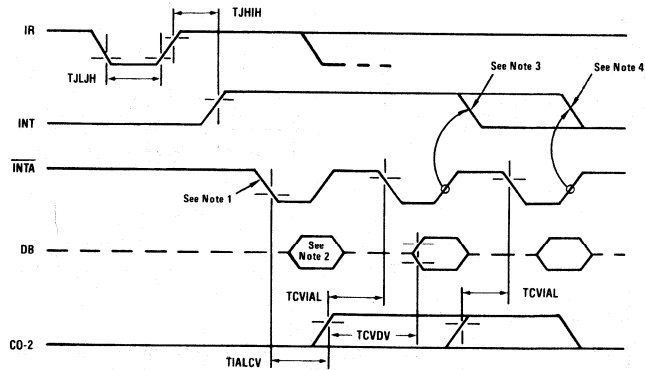 TJHIH
IR
TJLJH
See Note 3
See Note 4
INT
INTA
See Note 1
DB
See
Note 2
TCVIAL
TCVIAL
TCVDV
CO-2
TIALCV